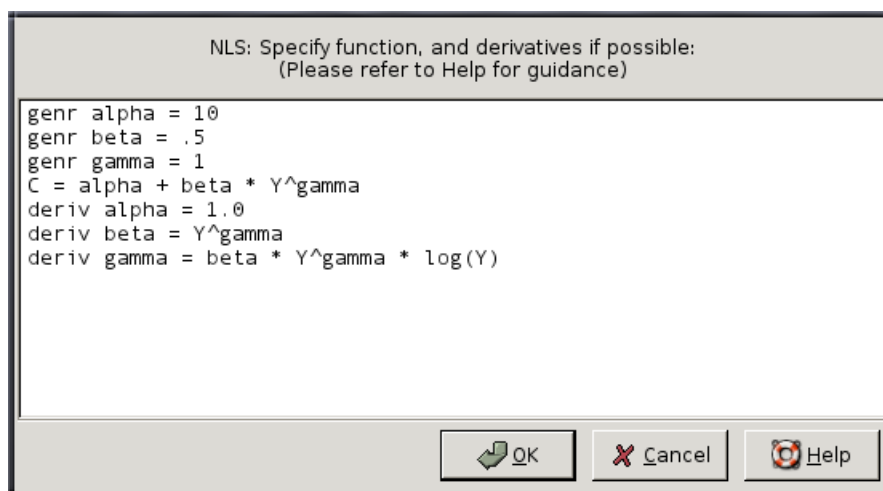 NLS: Specify function, and derivatives if possible:
(Please refer to Help for guidance)
genr alpha = 10
genr beta = .5
genr gamma = 1
C = alpha + beta * Y^gamma
deriv alpha = 1.0
deriv beta = Y^gamma
deriv gamma = beta * Y^gamma * log(Y)
OK Cancel Help